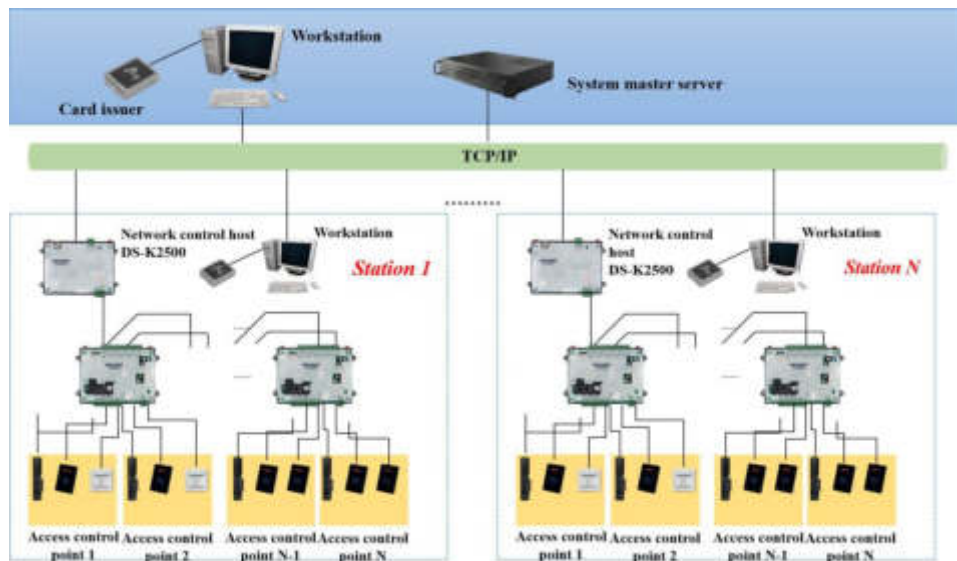 Workstation
System master server
Card issuer
TCP/IP
.........
Network control host
DS-K2500
Workstation
Station 1
Network control
host
DS-K2500
Workstation
Station N
Access control
point 1
Access control
point 2
Access control
point N-1
Access control
point N
Access control
point 1
Access control
point 2
Access control
point N-1
Access control
point N